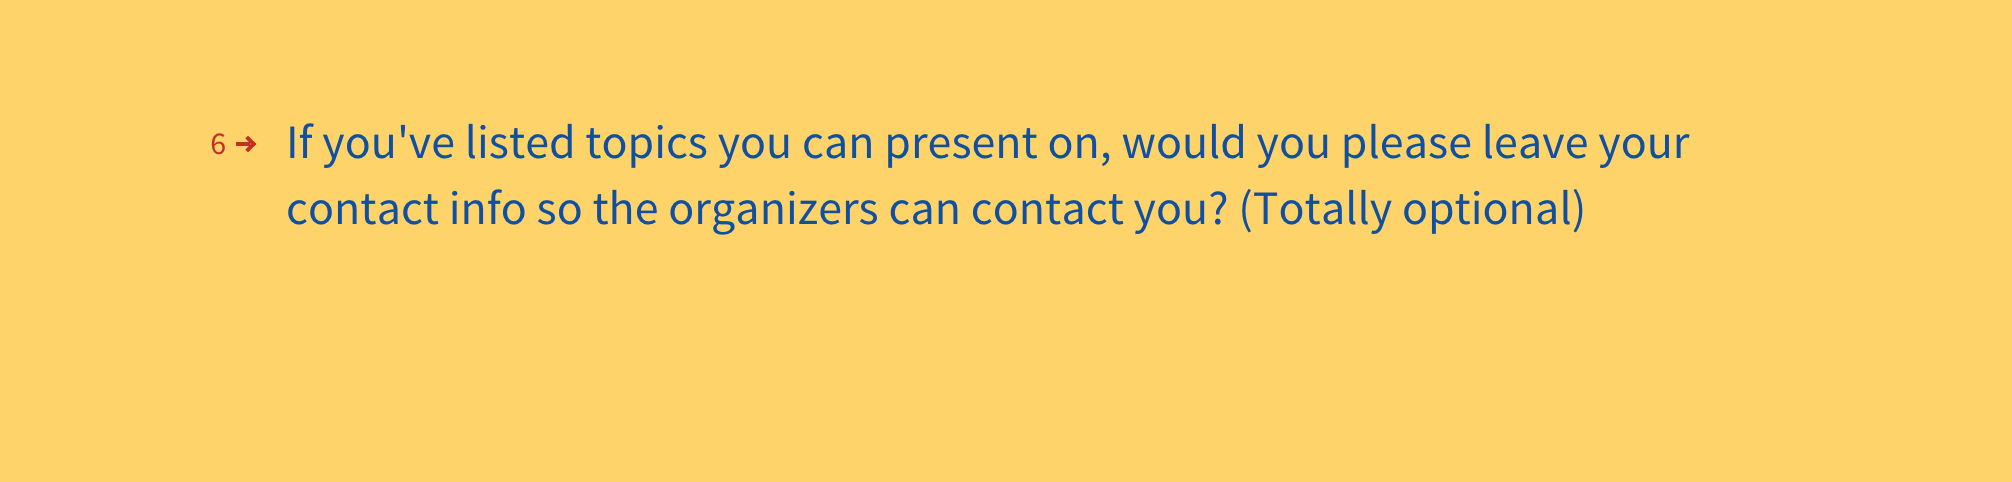 6 → If you've listed topics you can present on, would you please leave your
contact info so the organizers can contact you? (Totally optional)